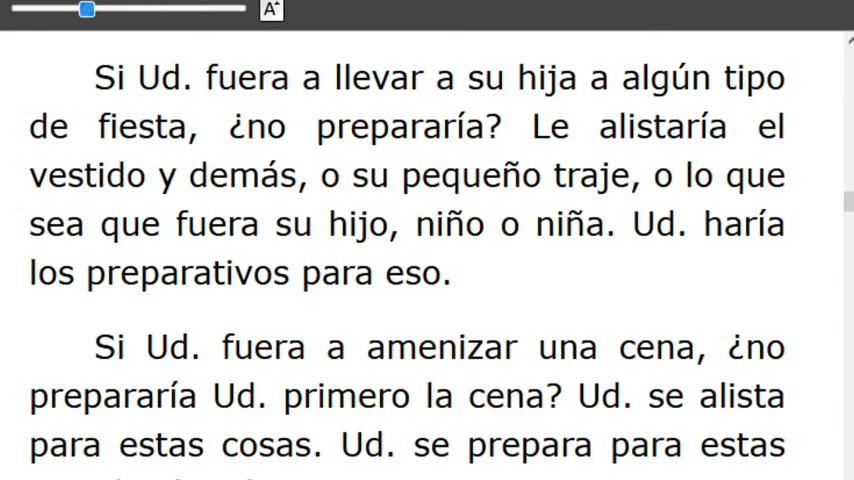 A
Si Ud. fuera a llevar a su hija a algún tipo
de fiesta, ¿no prepararía? Le alistaría el
vestido y demás, o su pequeño traje, o lo que
sea que fuera su hijo, niño o niña. Ud. haría
los preparativos para eso.
Si Ud. fuera a amenizar una cena, ¿no
prepararía Ud. primero la cena? Ud. se alista
para estas cosas. Ud. se prepara para estas